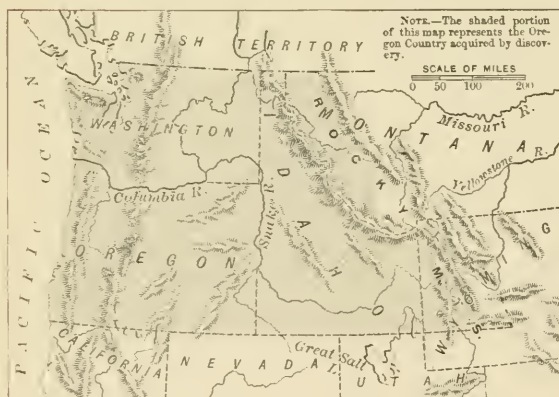 NOTE.—The shaded portion
of this map represents the Ore-
gon Country acquired by discov-
ery.
SCALE OF MILES
0 50 100 200
BRITISH TERRITORY
PACIFIC OCEAN
WASHINGTON
MONTANA
Missouri R.
Yellowstone R.
ROCKY MTS.
IDAHO
Columbia R.
Snake R.
OREGON
CALIFORNIA
NEVADA
Great Salt
L.
UTAH
W